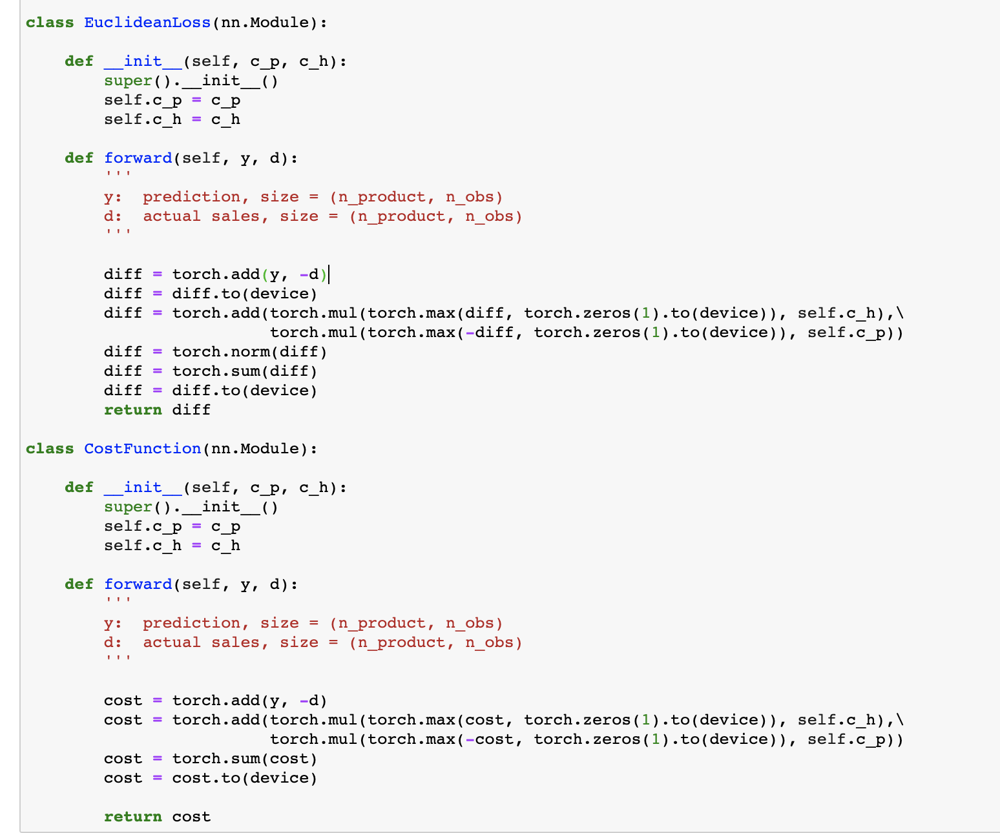 class EuclideanLoss(nn.Module):
def __init__(self, c_p, c_h):
super().__init__()
self.c_p = c_p
self.c_h = c_h
def forward(self, y, d):
'''
y:  prediction, size = (n_product, n_obs)
d:  actual sales, size = (n_product, n_obs)
'''
diff = torch.add(y, -d)
diff = diff.to(device)
diff = torch.add(torch.mul(torch.max(diff, torch.zeros(1).to(device)), self.c_h),\
torch.mul(torch.max(-diff, torch.zeros(1).to(device)), self.c_p))
diff = torch.norm(diff)
diff = torch.sum(diff)
diff = diff.to(device)
return diff
class CostFunction(nn.Module):
def __init__(self, c_p, c_h):
super().__init__()
self.c_p = c_p
self.c_h = c_h
def forward(self, y, d):
'''
y:  prediction, size = (n_product, n_obs)
d:  actual sales, size = (n_product, n_obs)
'''
cost = torch.add(y, -d)
cost = torch.add(torch.mul(torch.max(cost, torch.zeros(1).to(device)), self.c_h),\
torch.mul(torch.max(-cost, torch.zeros(1).to(device)), self.c_p))
cost = torch.sum(cost)
cost = cost.to(device)
return cost